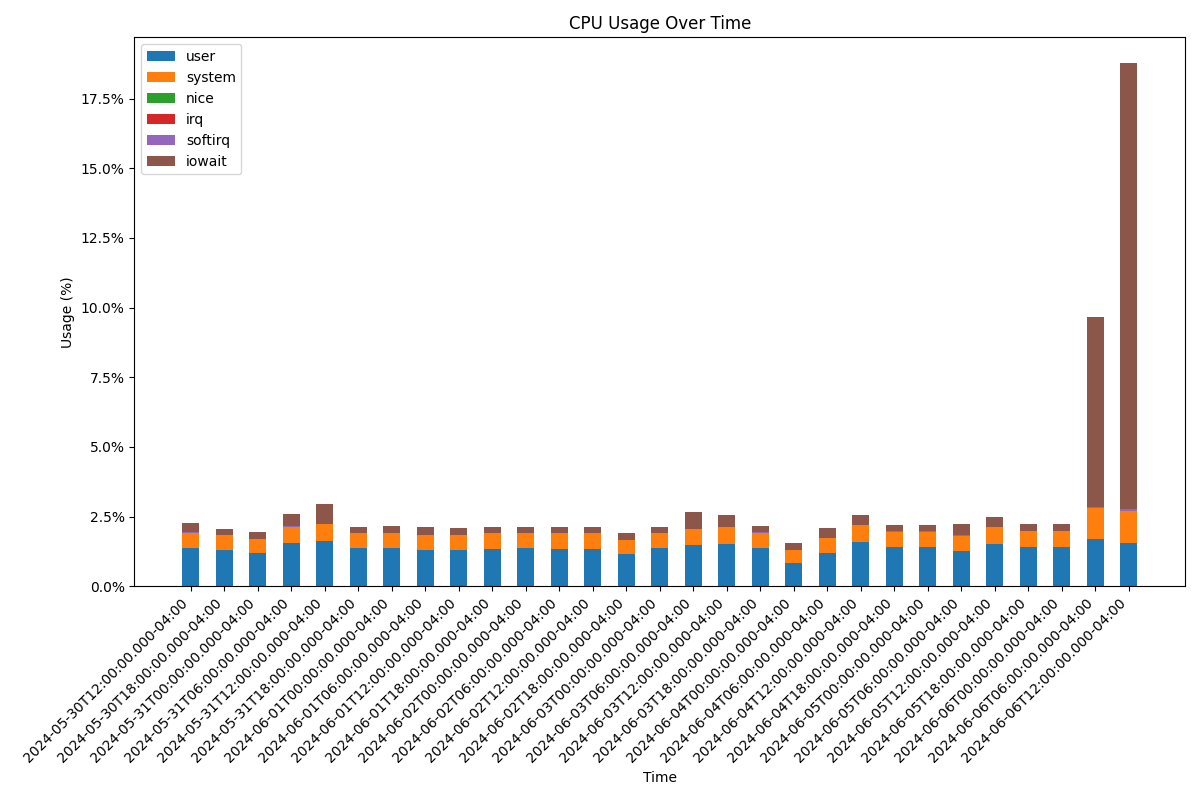 CPU Usage Over Time
user
system
nice
irq
softirq
iowait
Usage (%)
17.5%
15.0%
12.5%
10.0%
7.5%
5.0%
2.5%
0.0%
2024-05-30T12:00:00.000-04:00
2024-05-30T18:00:00.000-04:00
2024-05-31T00:00:00.000-04:00
2024-05-31T06:00:00.000-04:00
2024-05-31T12:00:00.000-04:00
2024-05-31T18:00:00.000-04:00
2024-06-01T00:00:00.000-04:00
2024-06-01T06:00:00.000-04:00
2024-06-01T12:00:00.000-04:00
2024-06-01T18:00:00.000-04:00
2024-06-02T00:00:00.000-04:00
2024-06-02T06:00:00.000-04:00
2024-06-02T12:00:00.000-04:00
2024-06-02T18:00:00.000-04:00
2024-06-03T00:00:00.000-04:00
2024-06-03T06:00:00.000-04:00
2024-06-03T12:00:00.000-04:00
2024-06-03T18:00:00.000-04:00
2024-06-04T00:00:00.000-04:00
2024-06-04T06:00:00.000-04:00
2024-06-04T12:00:00.000-04:00
2024-06-04T18:00:00.000-04:00
2024-06-05T00:00:00.000-04:00
2024-06-05T06:00:00.000-04:00
2024-06-05T12:00:00.000-04:00
2024-06-05T18:00:00.000-04:00
2024-06-06T00:00:00.000-04:00
2024-06-06T06:00:00.000-04:00
2024-06-06T12:00:00.000-04:00
Time